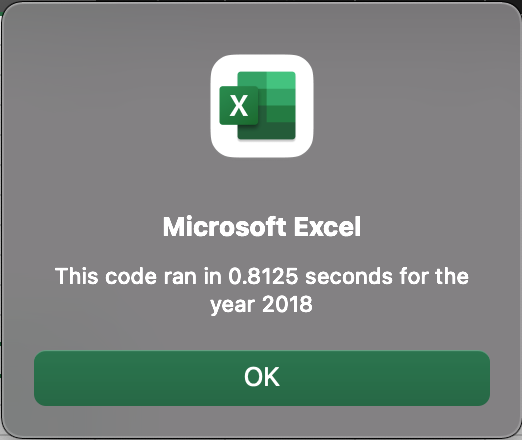 X
Microsoft Excel
This code ran in 0.8125 seconds for the
year 2018
OK